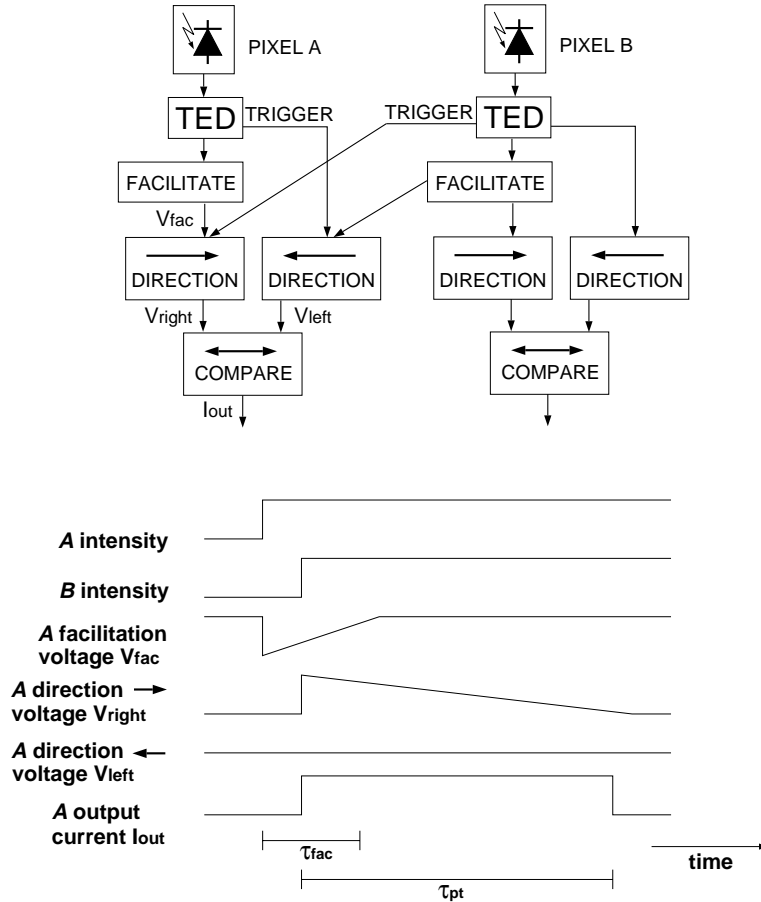 PIXEL A
PIXEL B
TED
TRIGGER
TRIGGER
TED
FACILITATE
FACILITATE
Vfac
DIRECTION
DIRECTION
DIRECTION
DIRECTION
Vright
Vleft
COMPARE
COMPARE
Iout
A intensity
B intensity
A facilitation
voltage Vfac
A direction
voltage Vright
A direction
voltage Vleft
A output
current Iout
τfac
time
τpt